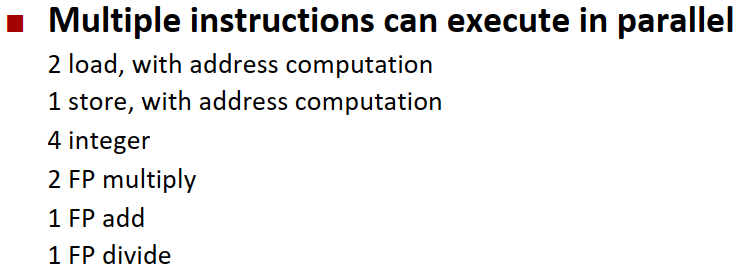 Multiple instructions can execute in parallel
2 load, with address computation
1 store, with address computation
4 integer
2 FP multiply
1 FP add
1 FP divide